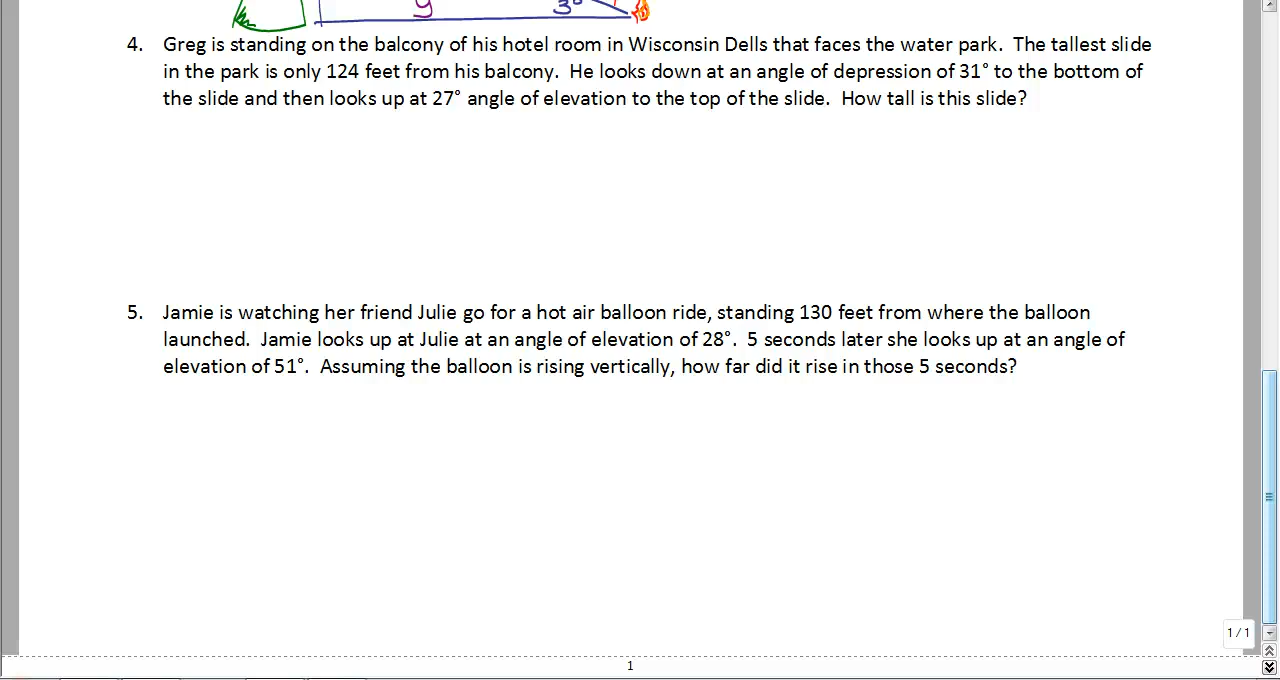 y 3°
4. Greg is standing on the balcony of his hotel room in Wisconsin Dells that faces the water park. The tallest slide
in the park is only 124 feet from his balcony. He looks down at an angle of depression of 31° to the bottom of
the slide and then looks up at 27° angle of elevation to the top of the slide. How tall is this slide?
5. Jamie is watching her friend Julie go for a hot air balloon ride, standing 130 feet from where the balloon
launched. Jamie looks up at Julie at an angle of elevation of 28°. 5 seconds later she looks up at an angle of
elevation of 51°. Assuming the balloon is rising vertically, how far did it rise in those 5 seconds?
1 / 1
1